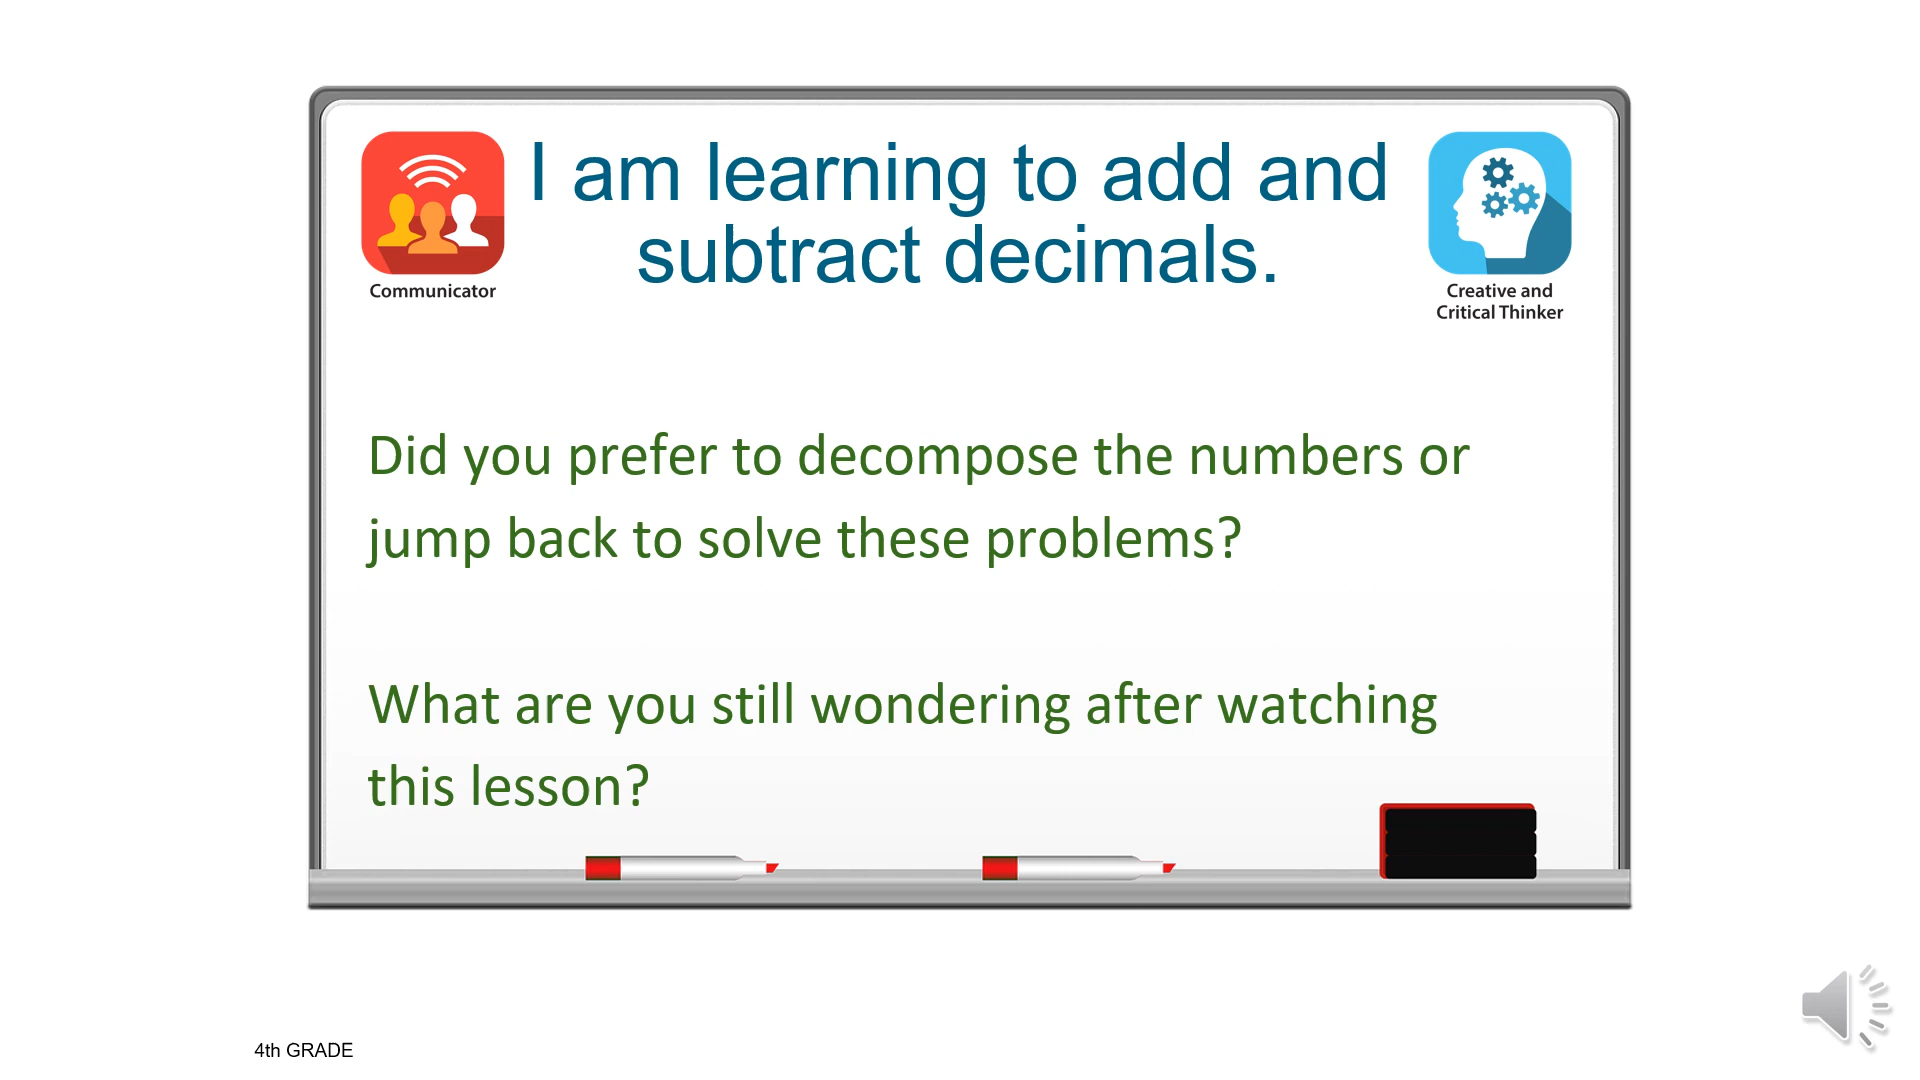 I am learning to add and
subtract decimals.
Communicator
Creative and
Critical Thinker
Did you prefer to decompose the numbers or
jump back to solve these problems?
What are you still wondering after watching
this lesson?
4th GRADE